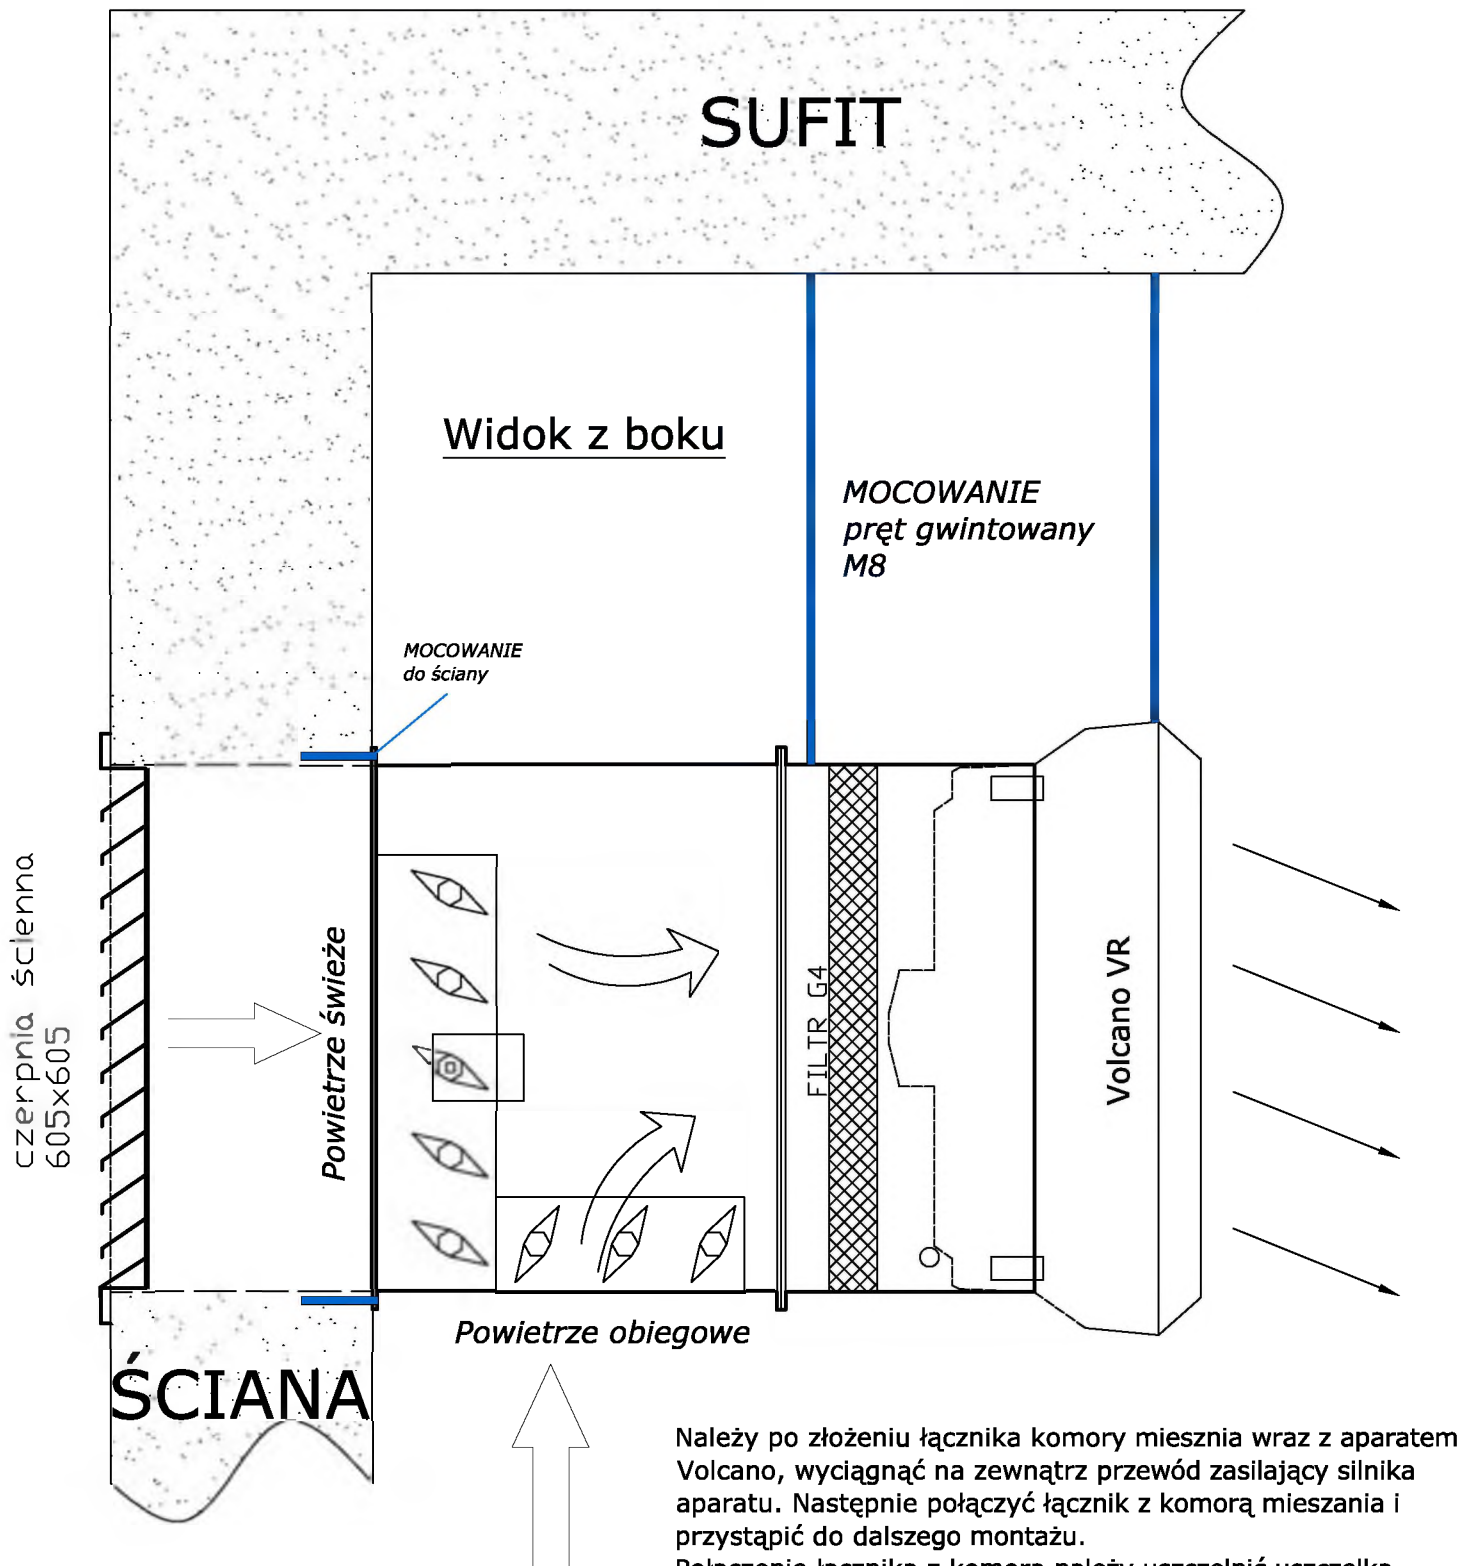 SUFIT
Widok z boku
MOCOWANIE
pręt gwintowany
M8
MOCOWANIE
do ściany
czerpnia ścienna
605x605
Powietrze świeże
FILTR G4
Volcano VR
Powietrze obiegowe
ŚCIANA
Należy po złożeniu łącznika komory miesznia wraz z aparatem
Volcano, wyciągnąć na zewnątrz przewód zasilający silnika
aparatu. Następnie połączyć łącznik z komorą mieszania i
przystąpić do dalszego montażu.